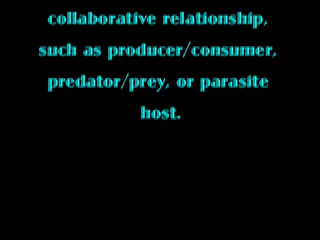 collaborative relationship,
such as producer/consumer,
predator/prey, or parasite
host.